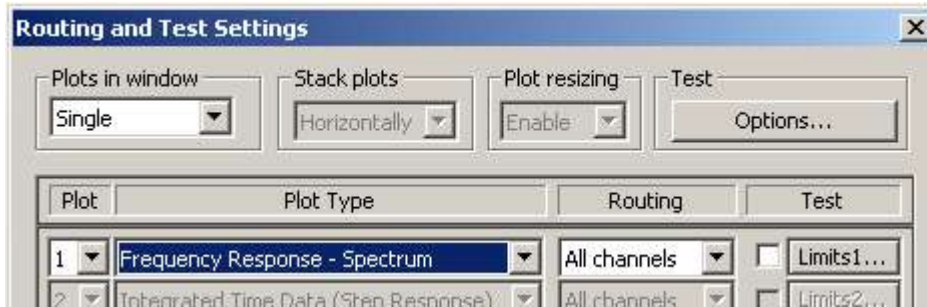 Routing and Test Settings
Plots in window Stack plots Plot resizing Test
Single Horizontally Enable Options...
Plot Plot Type Routing Test
1 Frequency Response - Spectrum All channels Limits1...
2 Integrated Time Data (Step Response) All channels Limits2...